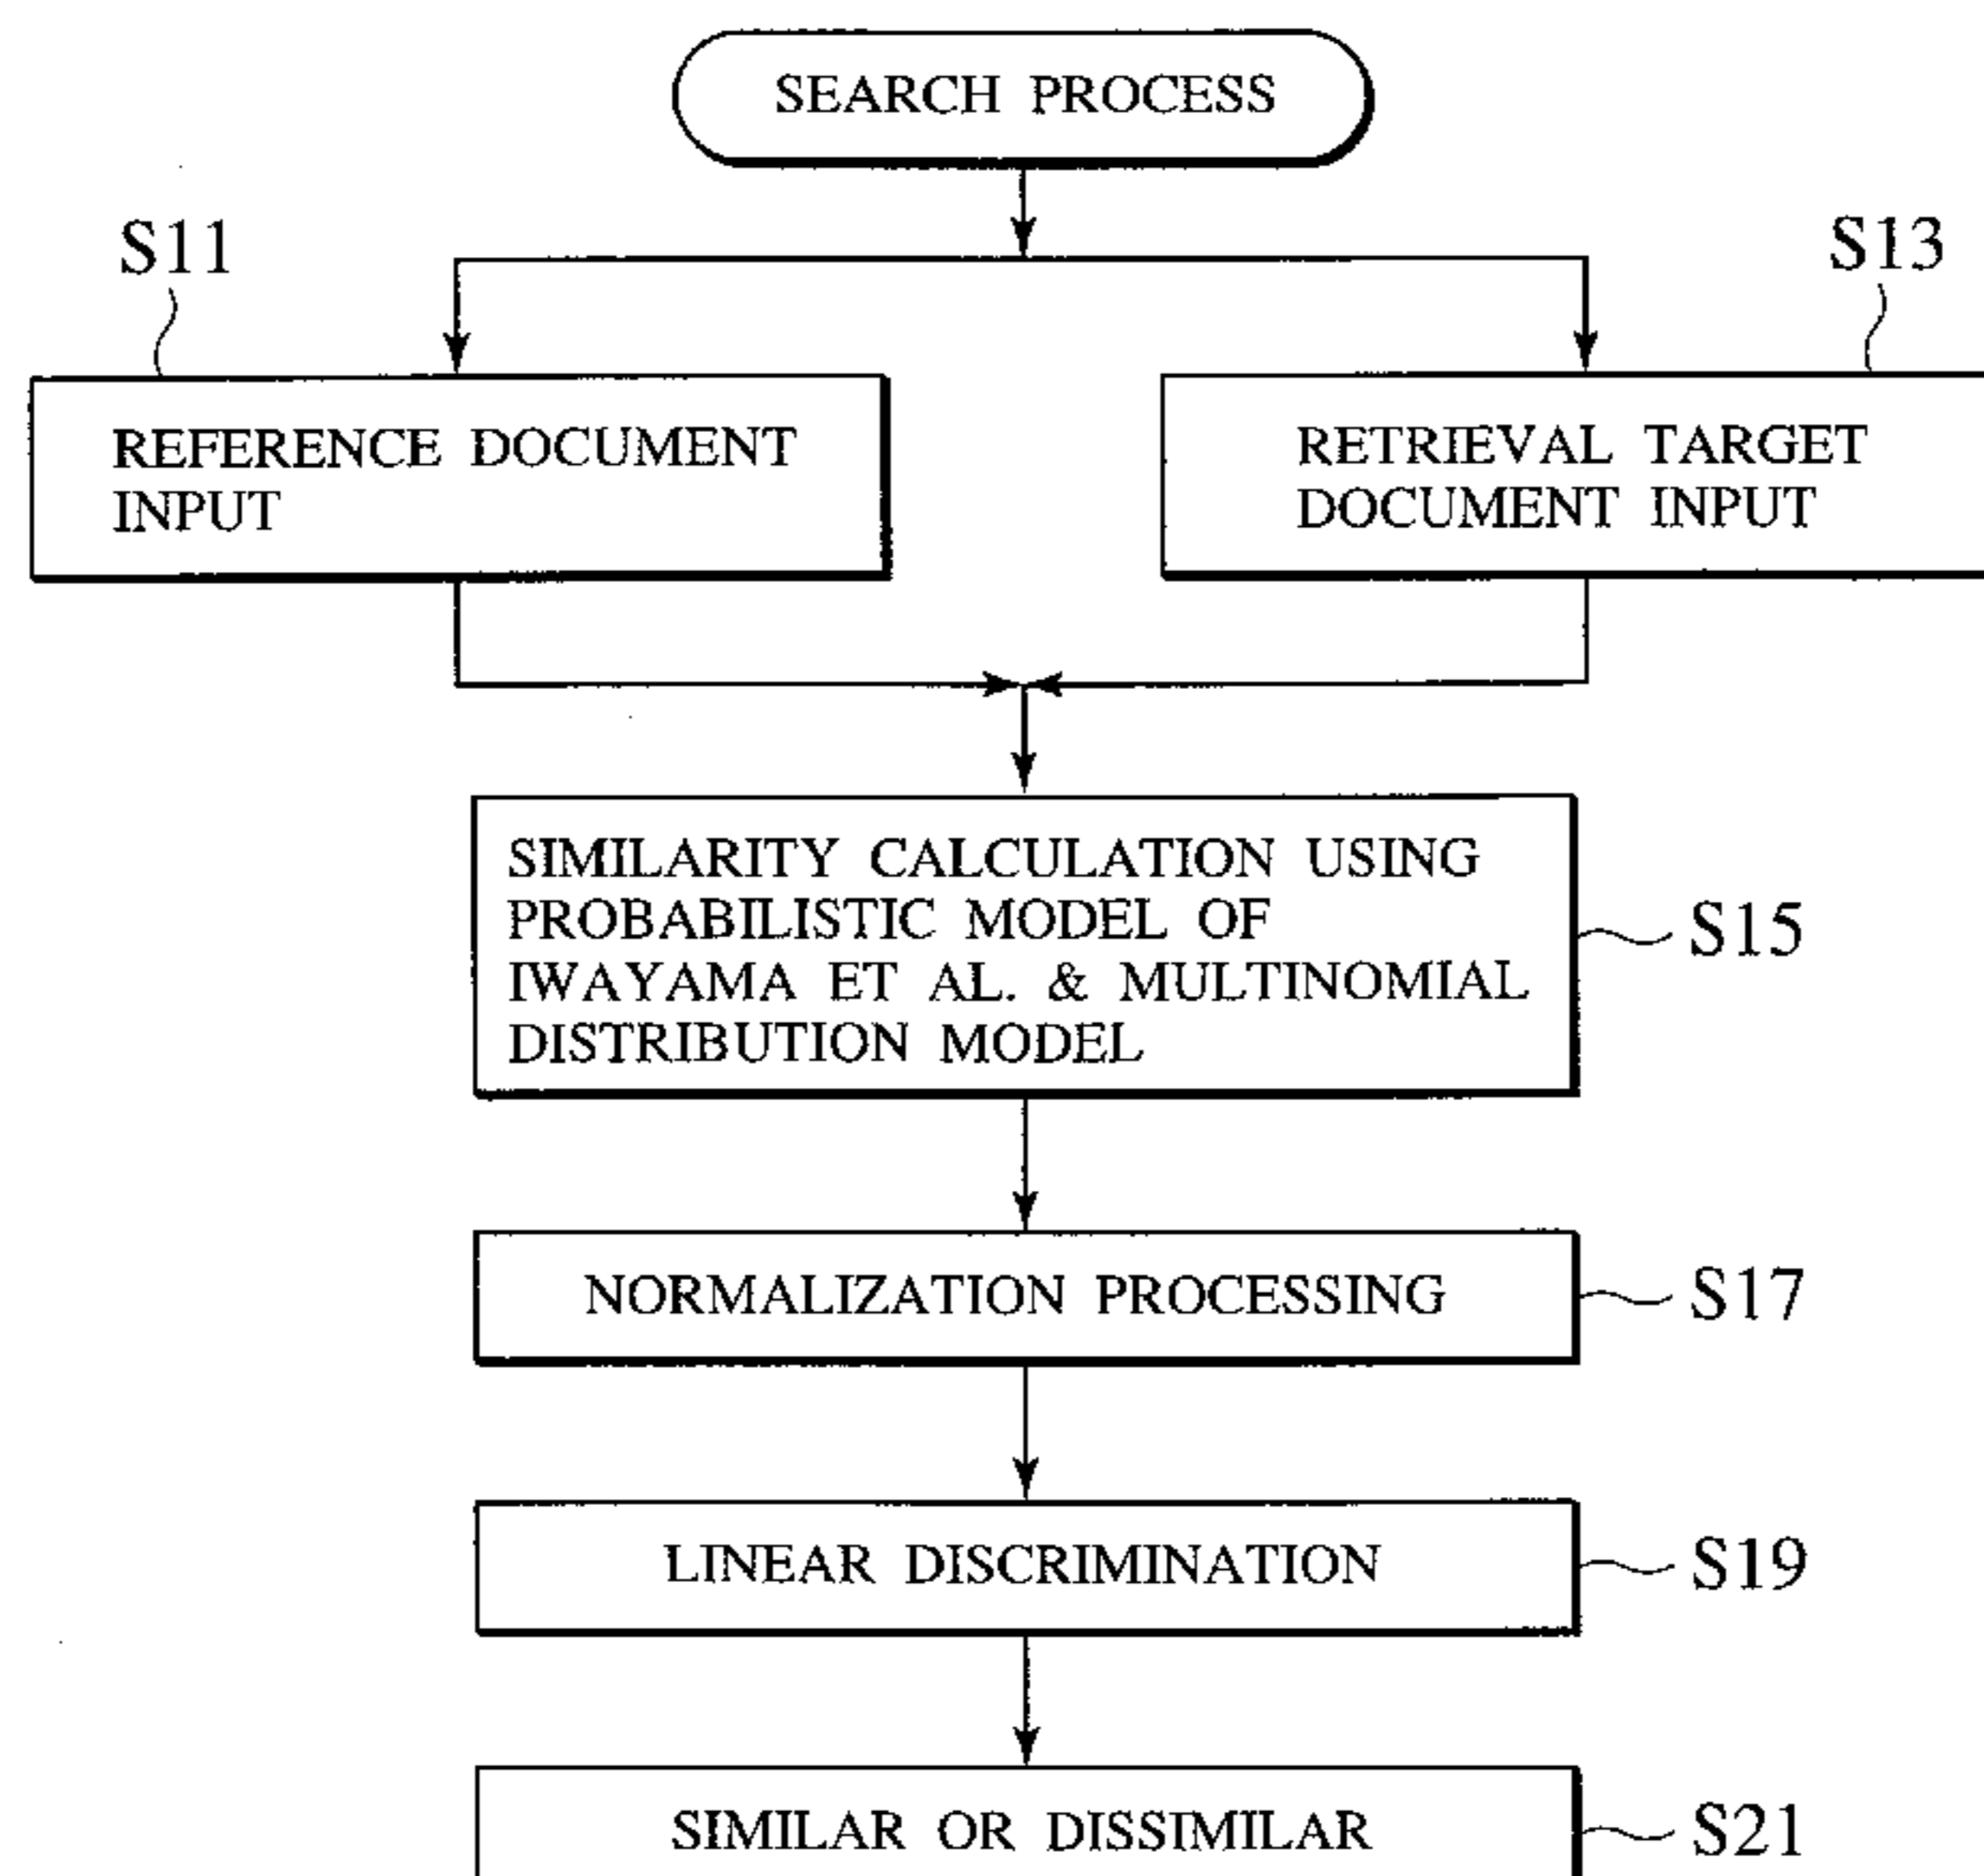 SEARCH PROCESS
S11
S13
REFERENCE DOCUMENT
INPUT
RETRIEVAL TARGET
DOCUMENT INPUT
SIMILARITY CALCULATION USING
PROBABILISTIC MODEL OF
IWAYAMA ET AL. & MULTINOMIAL
DISTRIBUTION MODEL
S15
NORMALIZATION PROCESSING
S17
LINEAR DISCRIMINATION
S19
SIMILAR OR DISSIMILAR
S21